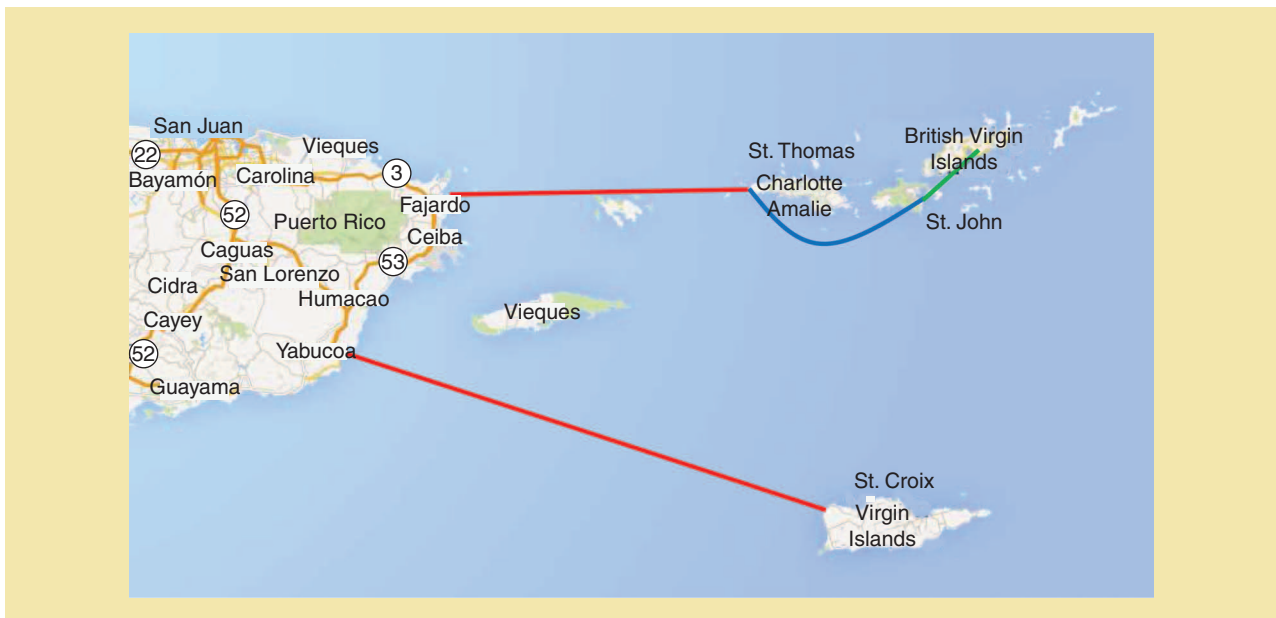 San Juan
22
Vieques
3
Bayamón
Carolina
52
Puerto Rico
Fajardo
Ceiba
Caguas
53
San Lorenzo
Cidra
Humacao
Cayey
52
Yabucoa
Guayama
Vieques
St. Thomas
Charlotte
Amalie
British Virgin
Islands
St. John
St. Croix
Virgin
Islands